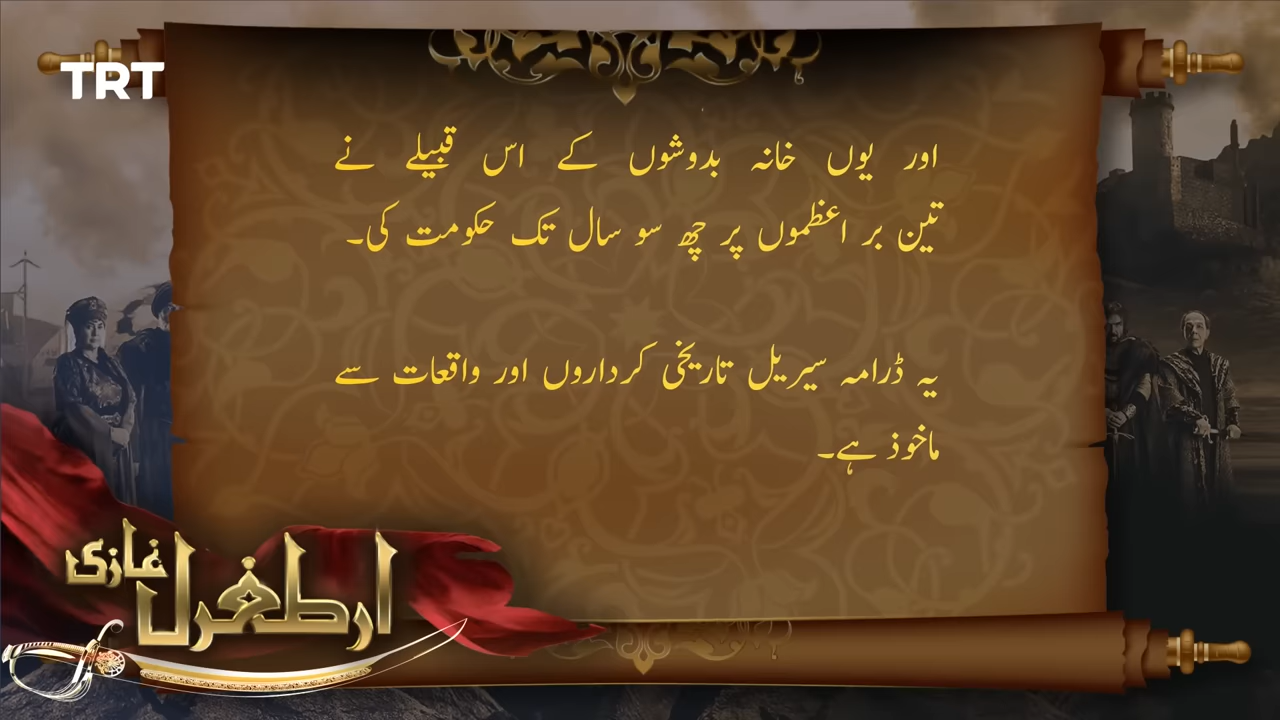 TRT
اور یوں خانہ بدوشوں کے اس قبیلے نے
تین بر اعظموں پر چھ سو سال تک حکومت کی۔
یہ ڈرامہ سیریل تاریخی کرداروں اور واقعات سے
ماخوذ ہے۔
ارطغرل غازی